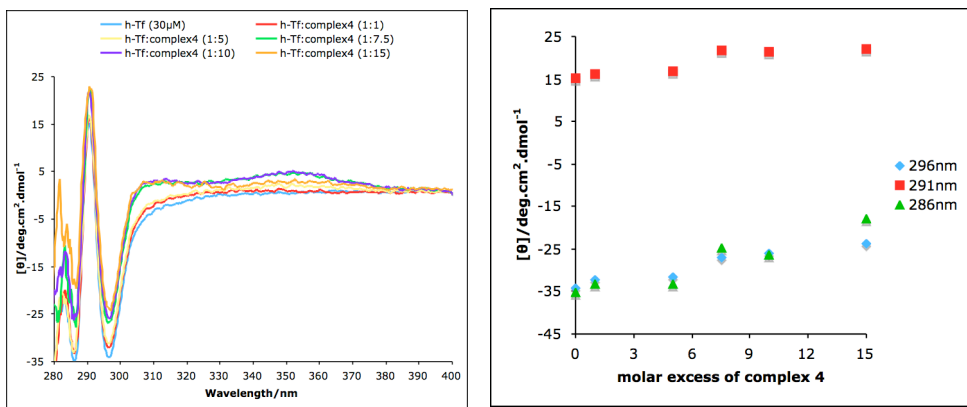 h-Tf (30µM) h-Tf:complex4 (1:1)
h-Tf:complex4 (1:5) h-Tf:complex4 (1:7.5)
h-Tf:complex4 (1:10) h-Tf:complex4 (1:15)
[θ]/deg.cm².dmol⁻¹
25
15
5
-5
-15
-25
-35
280 290 300 310 320 330 340 350 360 370 380 390 400
Wavelength/nm
[θ]/deg.cm².dmol⁻¹
25
15
5
-5
-15
-25
-35
-45
0 3 6 9 12 15
molar excess of complex 4
296nm
291nm
286nm